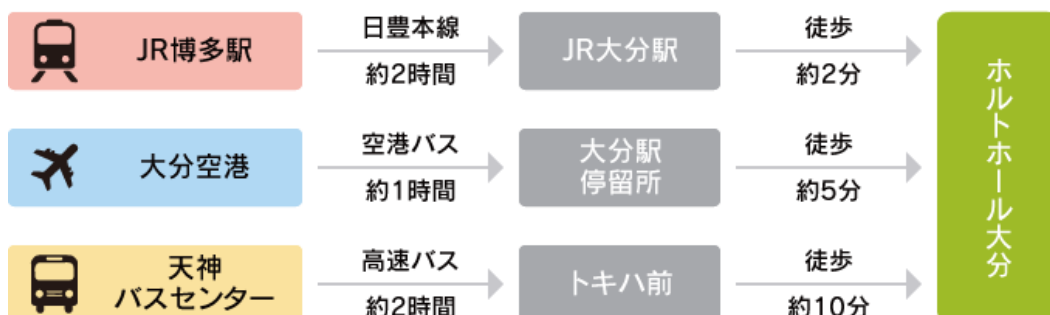 JR博多駅
日豊本線
約2時間
JR大分駅
徒歩
約2分
大分空港
空港バス
約1時間
大分駅
停留所
徒歩
約5分
天神
バスセンター
高速バス
約2時間
トキハ前
徒歩
約10分
ホルトホール大分